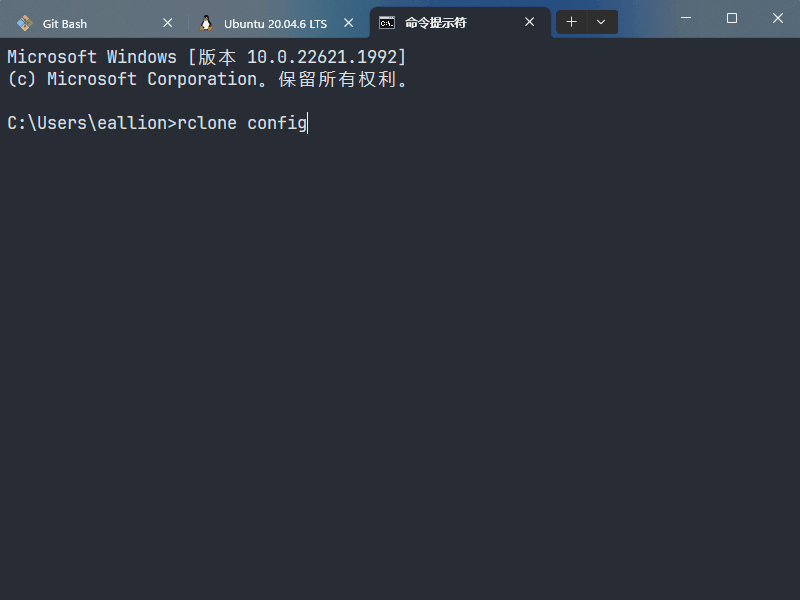 Git Bash
Ubuntu 20.04.6 LTS
命令提示符
Microsoft Windows [版本 10.0.22621.1992]
(c) Microsoft Corporation。保留所有权利。
C:\Users\eallion>rclone config